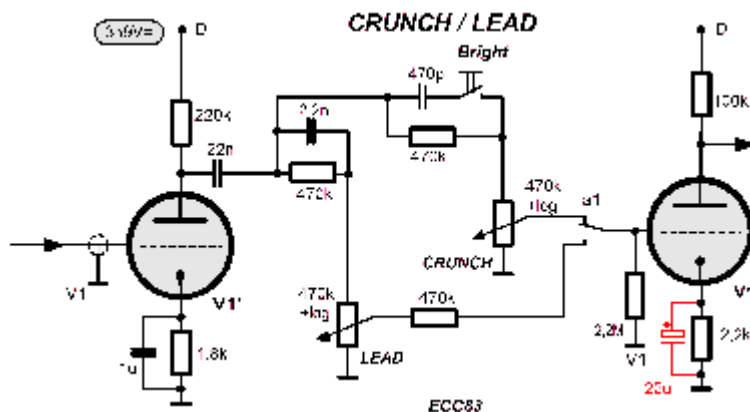 CRUNCH / LEAD
D
D
Bright
470p
220k
100k
2,2n
22n
470k
470k
470k
+log
a1
CRUNCH
V1
V1'
470k
+log
470k
2,2M
V1
2,2k
1.8k
LEAD
22u
ECC83